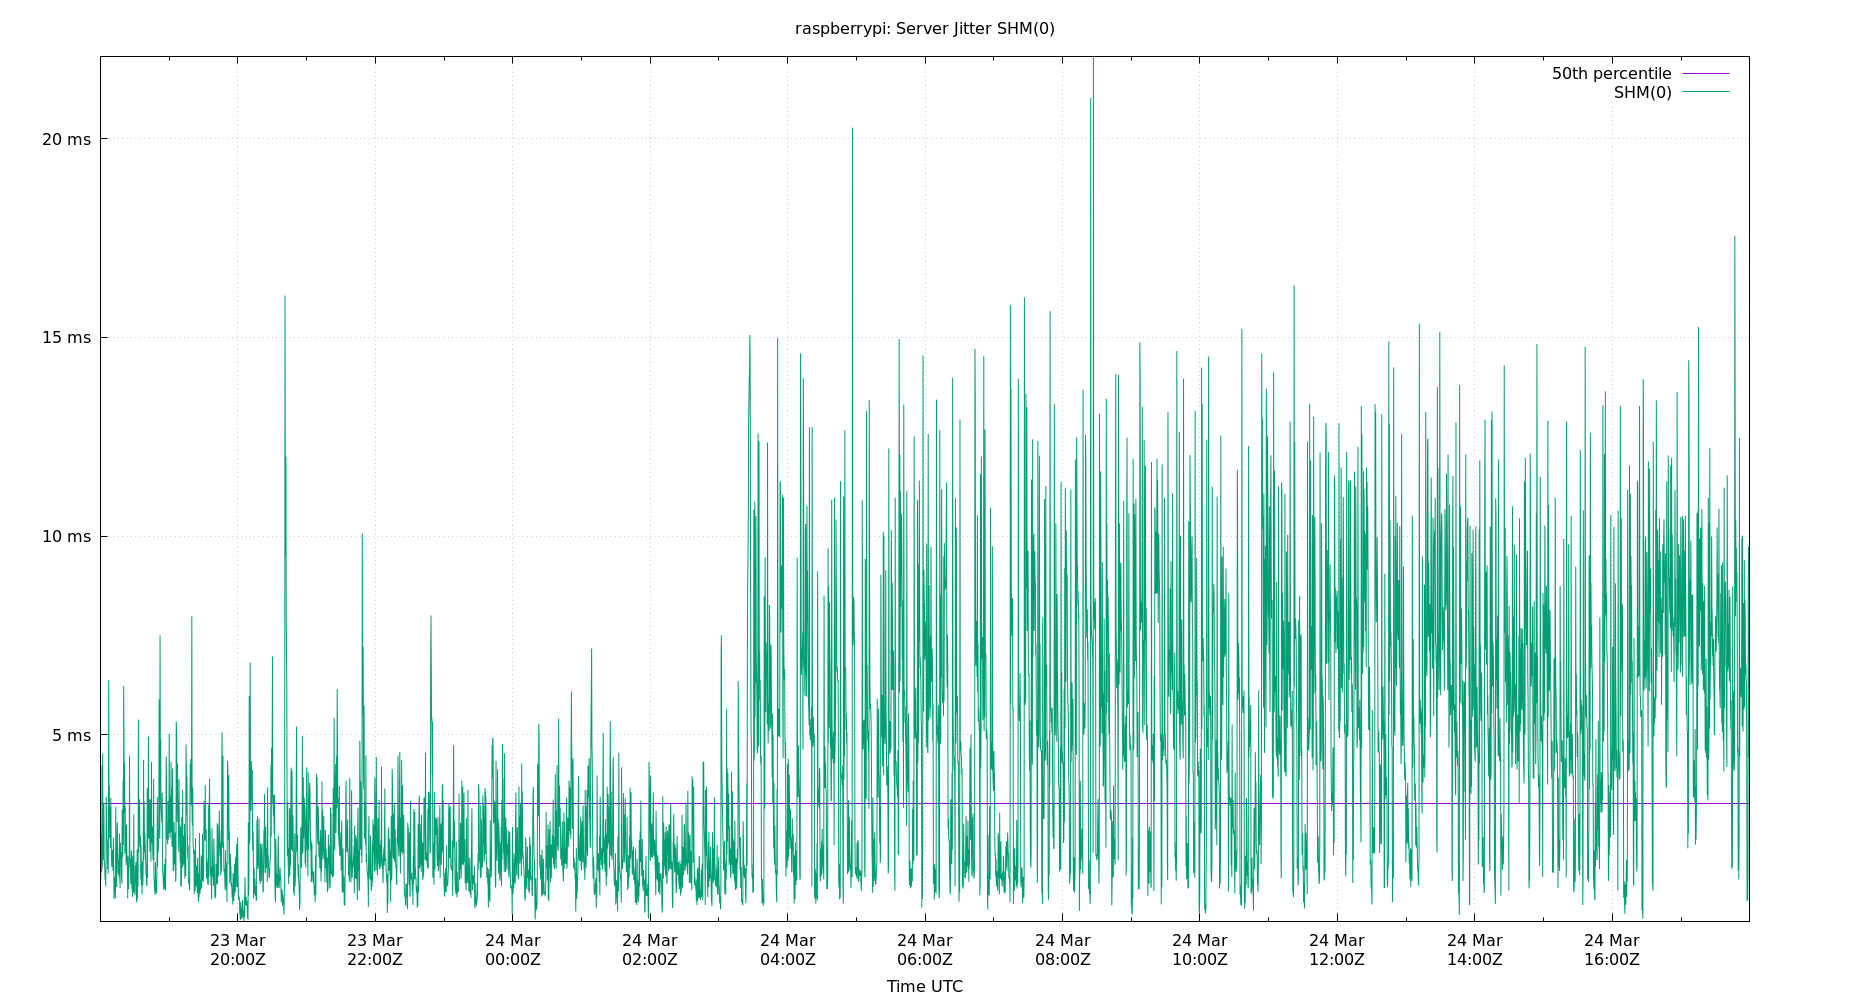 raspberrypi: Server Jitter SHM(0)
50th percentile
SHM(0)
20 ms
15 ms
10 ms
5 ms
23 Mar 23 Mar 24 Mar 24 Mar 24 Mar 24 Mar 24 Mar 24 Mar 24 Mar 24 Mar 24 Mar
20:00Z 22:00Z 00:00Z 02:00Z 04:00Z 06:00Z 08:00Z 10:00Z 12:00Z 14:00Z 16:00Z
Time UTC